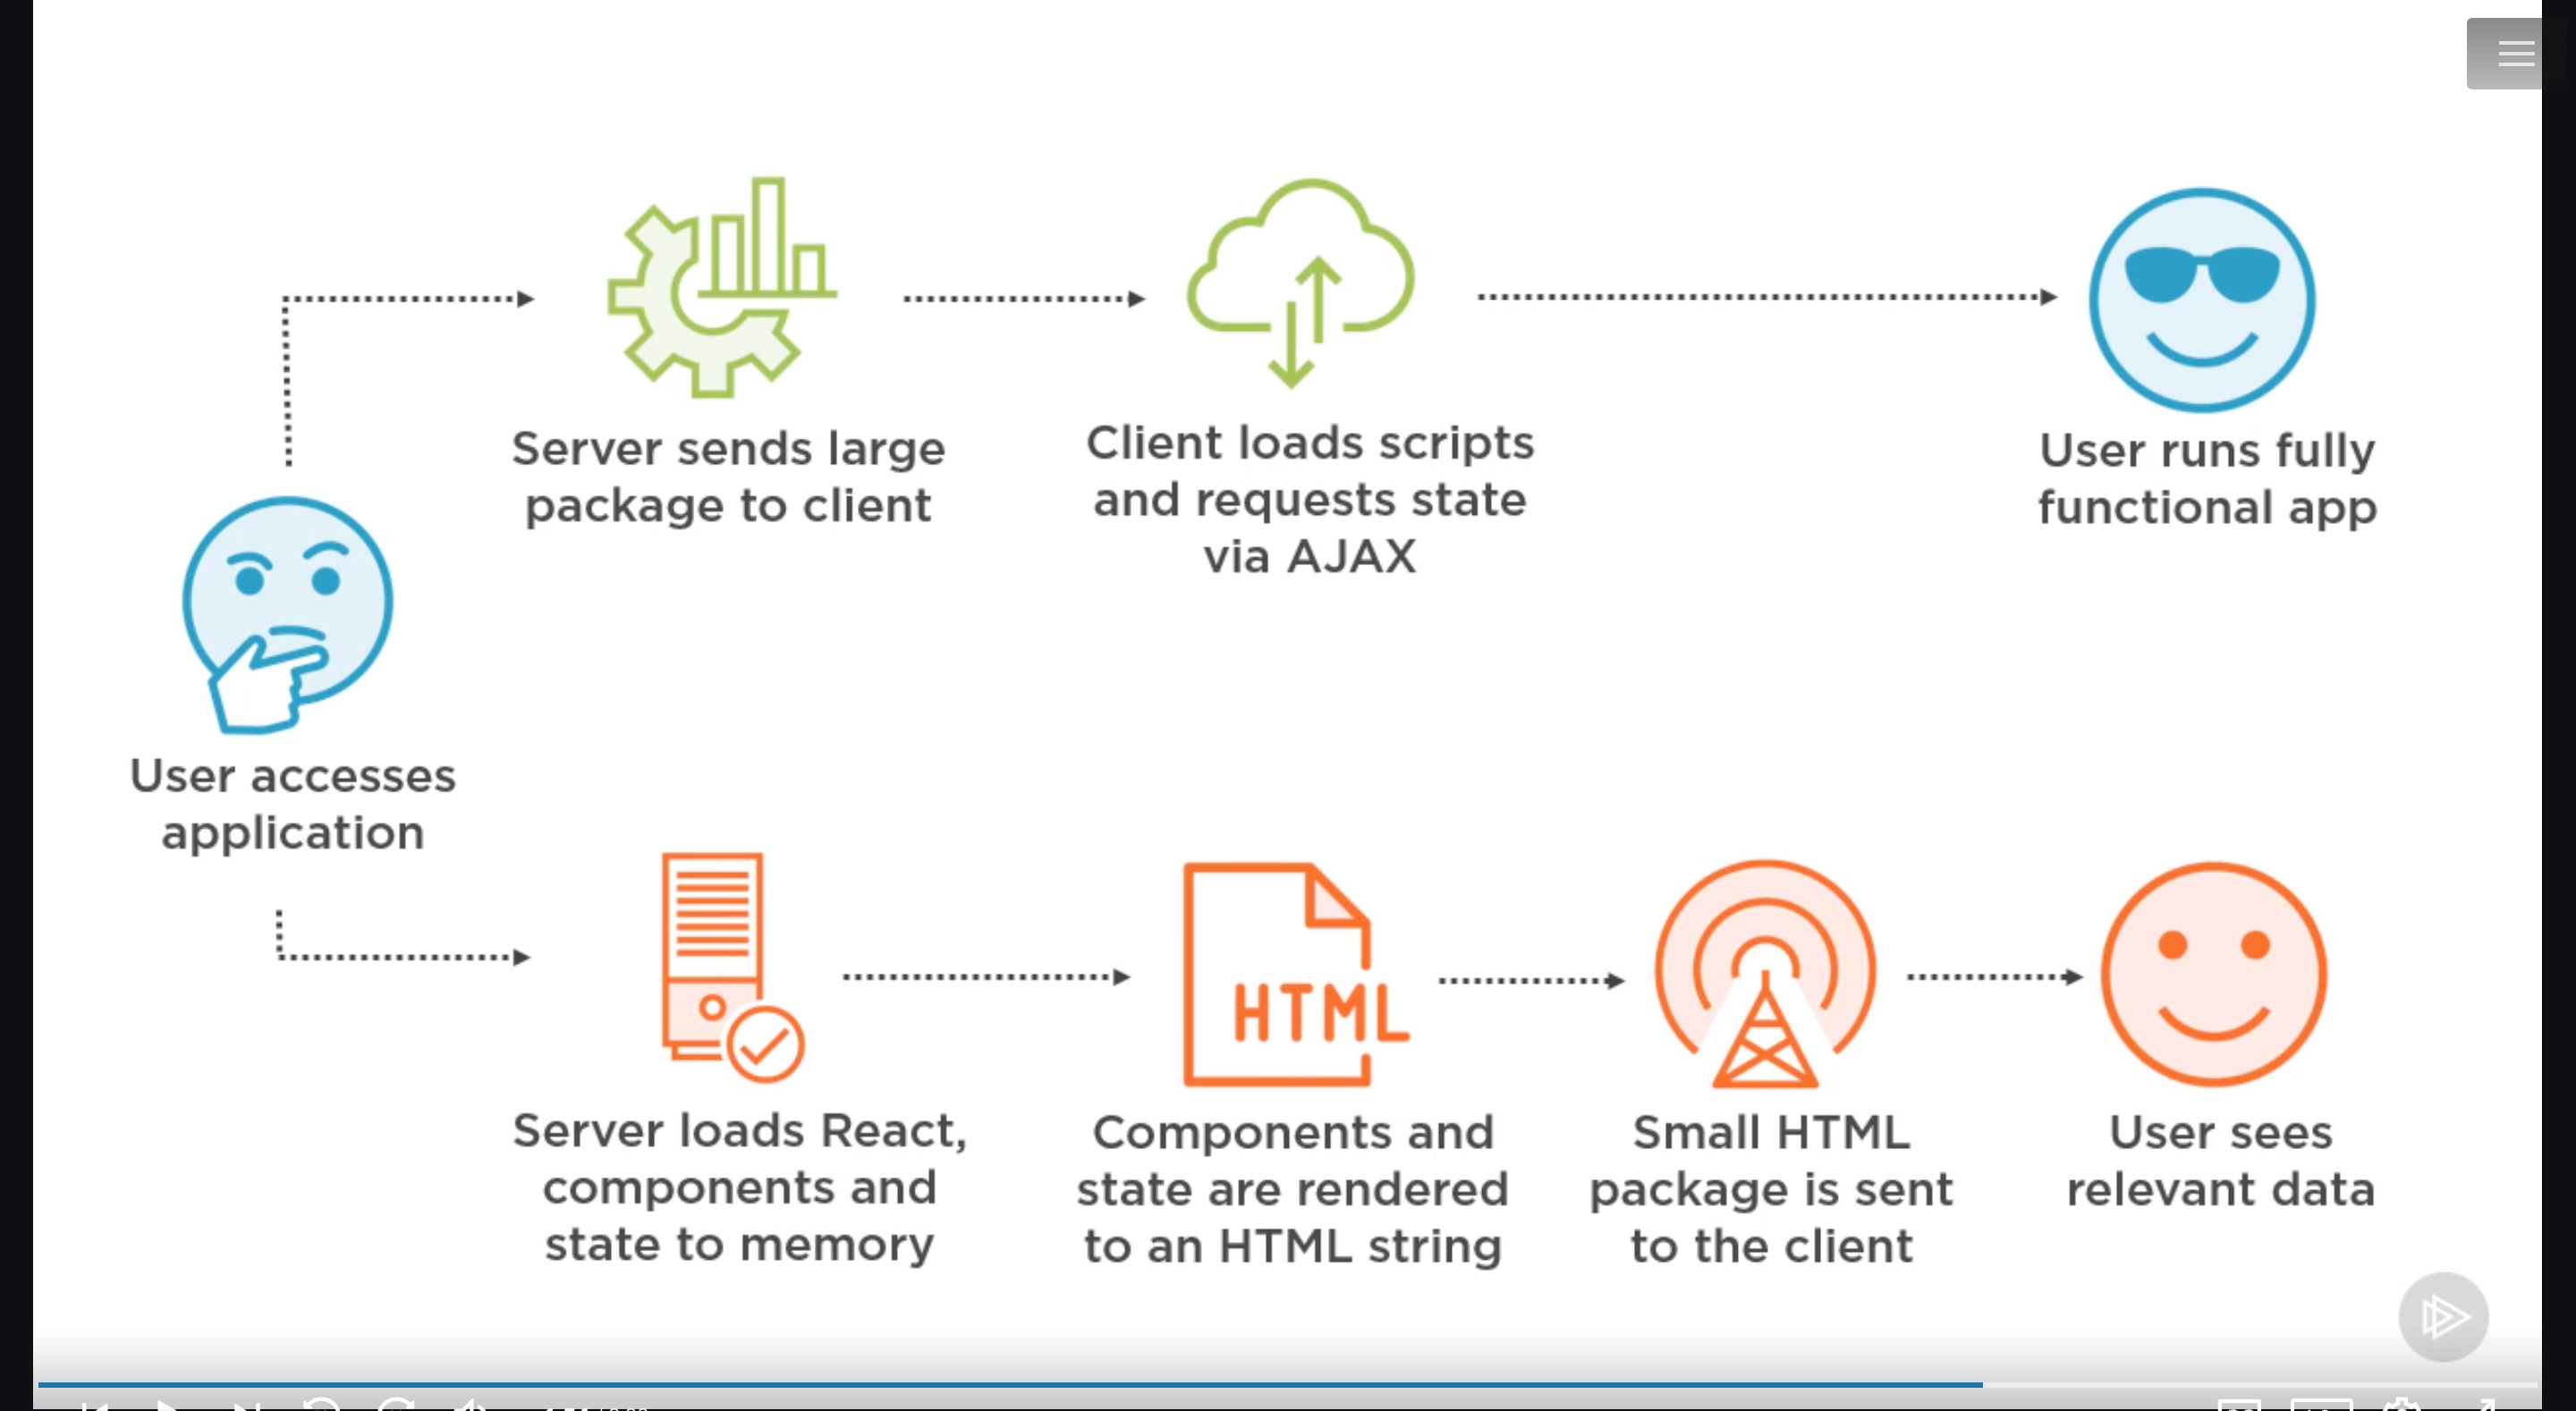 Server sends large
package to client
Client loads scripts
and requests state
via AJAX
User runs fully
functional app
User accesses
application
HTML
Server loads React,
components and
state to memory
Components and
state are rendered
to an HTML string
Small HTML
package is sent
to the client
User sees
relevant data